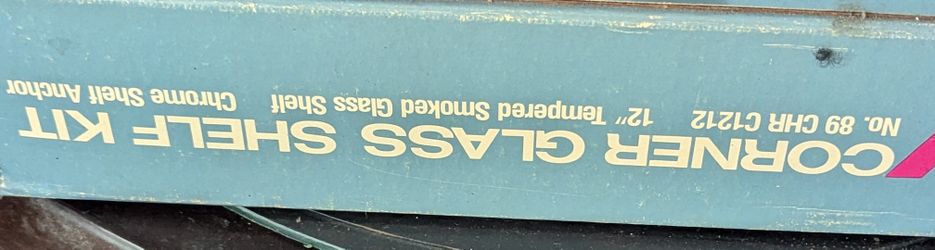 CORNER GLASS SHELF KIT
No. 89 CHR C1212 12" Tempered Smoked Glass Shelf Chrome Shelf Anchor